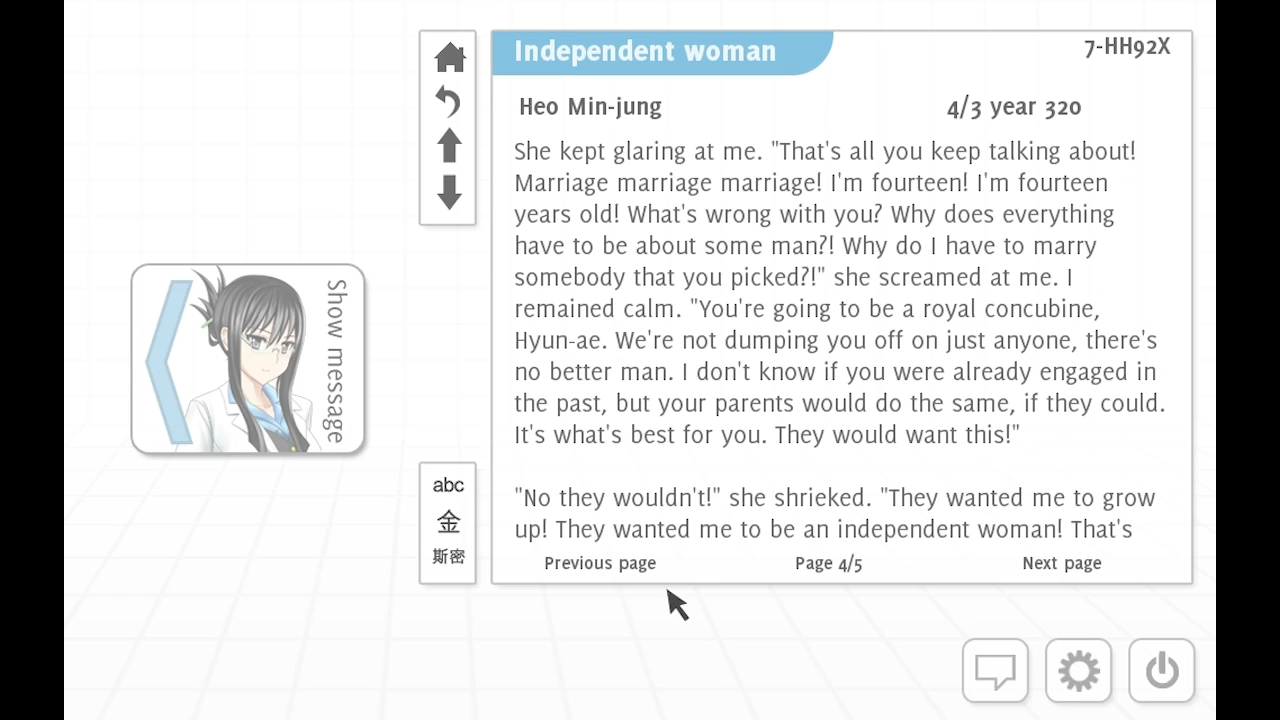 Independent woman
7-HH92X
Heo Min-jung
4/3 year 320
She kept glaring at me. "That's all you keep talking about!
Marriage marriage marriage! I'm fourteen! I'm fourteen
years old! What's wrong with you? Why does everything
have to be about some man?! Why do I have to marry
somebody that you picked?!" she screamed at me. I
remained calm. "You're going to be a royal concubine,
Hyun-ae. We're not dumping you off on just anyone, there's
no better man. I don't know if you were already engaged in
the past, but your parents would do the same, if they could.
It's what's best for you. They would want this!"
"No they wouldn't!" she shrieked. "They wanted me to grow
up! They wanted me to be an independent woman! That's
Previous page
Page 4/5
Next page
Show message
abc
金
斯密